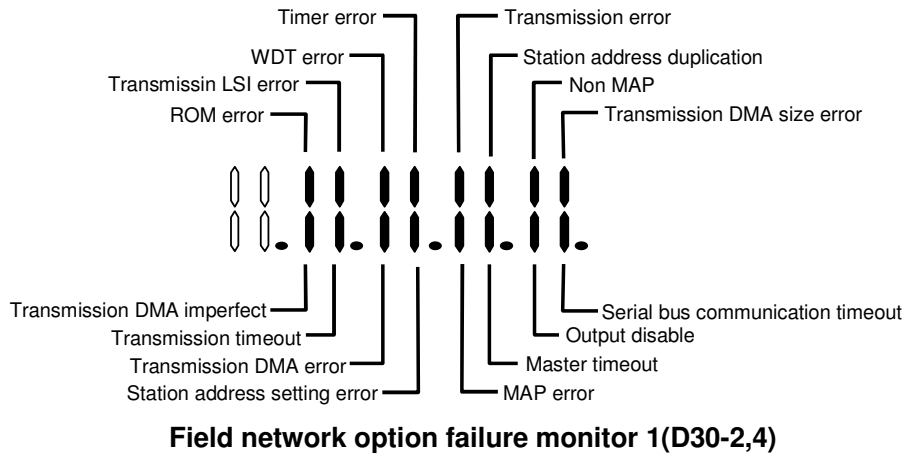 Timer error
Transmission error
WDT error
Station address duplication
Transmissin LSI error
Non MAP
ROM error
Transmission DMA size error
Transmission DMA imperfect
Serial bus communication timeout
Transmission timeout
Output disable
Transmission DMA error
Master timeout
Station address setting error
MAP error
Field network option failure monitor 1(D30-2,4)